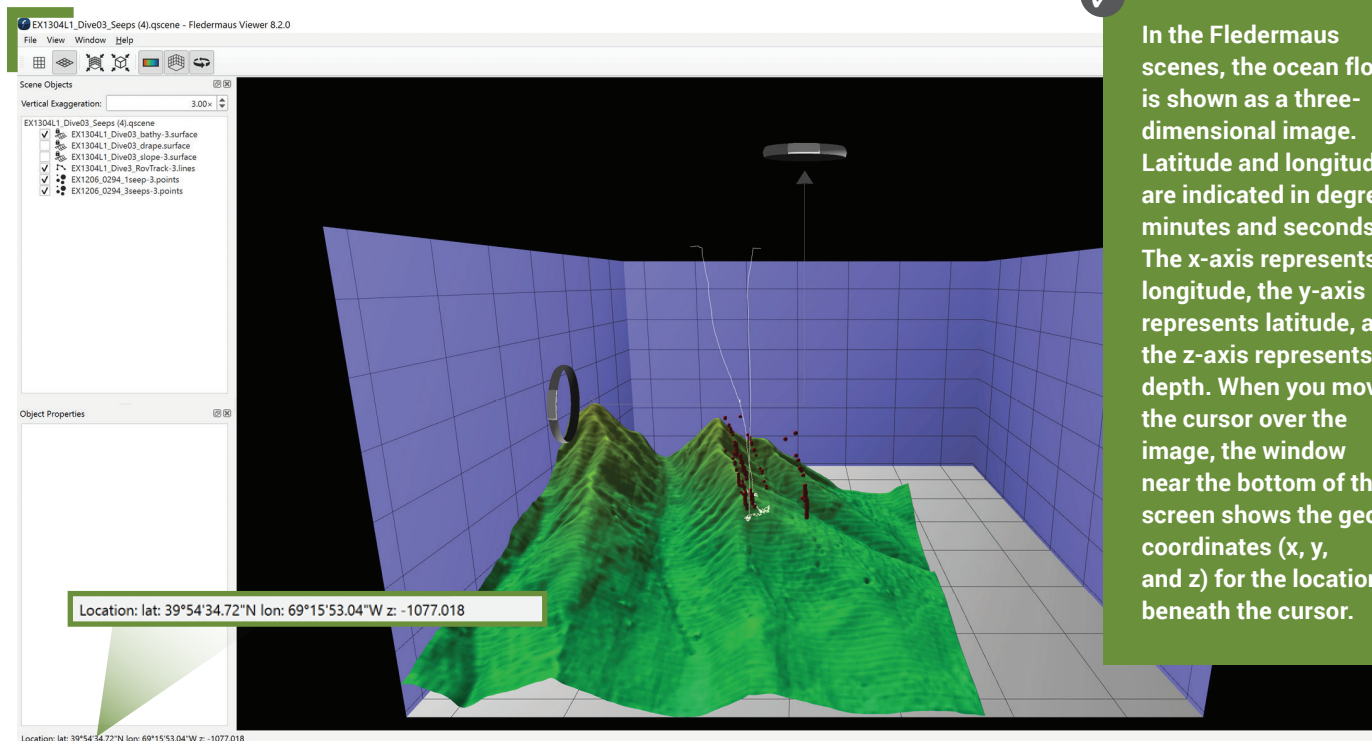 EX1304L1_Dive03_Seeps (4).qscene - Fledermaus Viewer 8.2.0
File View Window Help
Scene Objects
Vertical Exaggeration: 3.00×
EX1304L1_Dive03_Seeps (4).qscene
EX1304L1_Dive03_bathy-3.surface
EX1304L1_Dive03_drape.surface
EX1304L1_Dive03_slope-3.surface
EX1304L1_Dive3_RovTrack-3.lines
EX1206_0294_1seep-3.points
EX1206_0294_3seeps-3.points
Object Properties
Location: lat: 39°54'34.72"N lon: 69°15'53.04"W z: -1077.018
Location: lat: 39°54'34.72"N lon: 69°15'53.04"W z: -1077.018
In the Fledermaus
scenes, the ocean flo
is shown as a three-
dimensional image.
Latitude and longitud
are indicated in degre
minutes and seconds
The x-axis represents
longitude, the y-axis
represents latitude, a
the z-axis represents
depth. When you mov
the cursor over the
image, the window
near the bottom of th
screen shows the geo
coordinates (x, y,
and z) for the location
beneath the cursor.